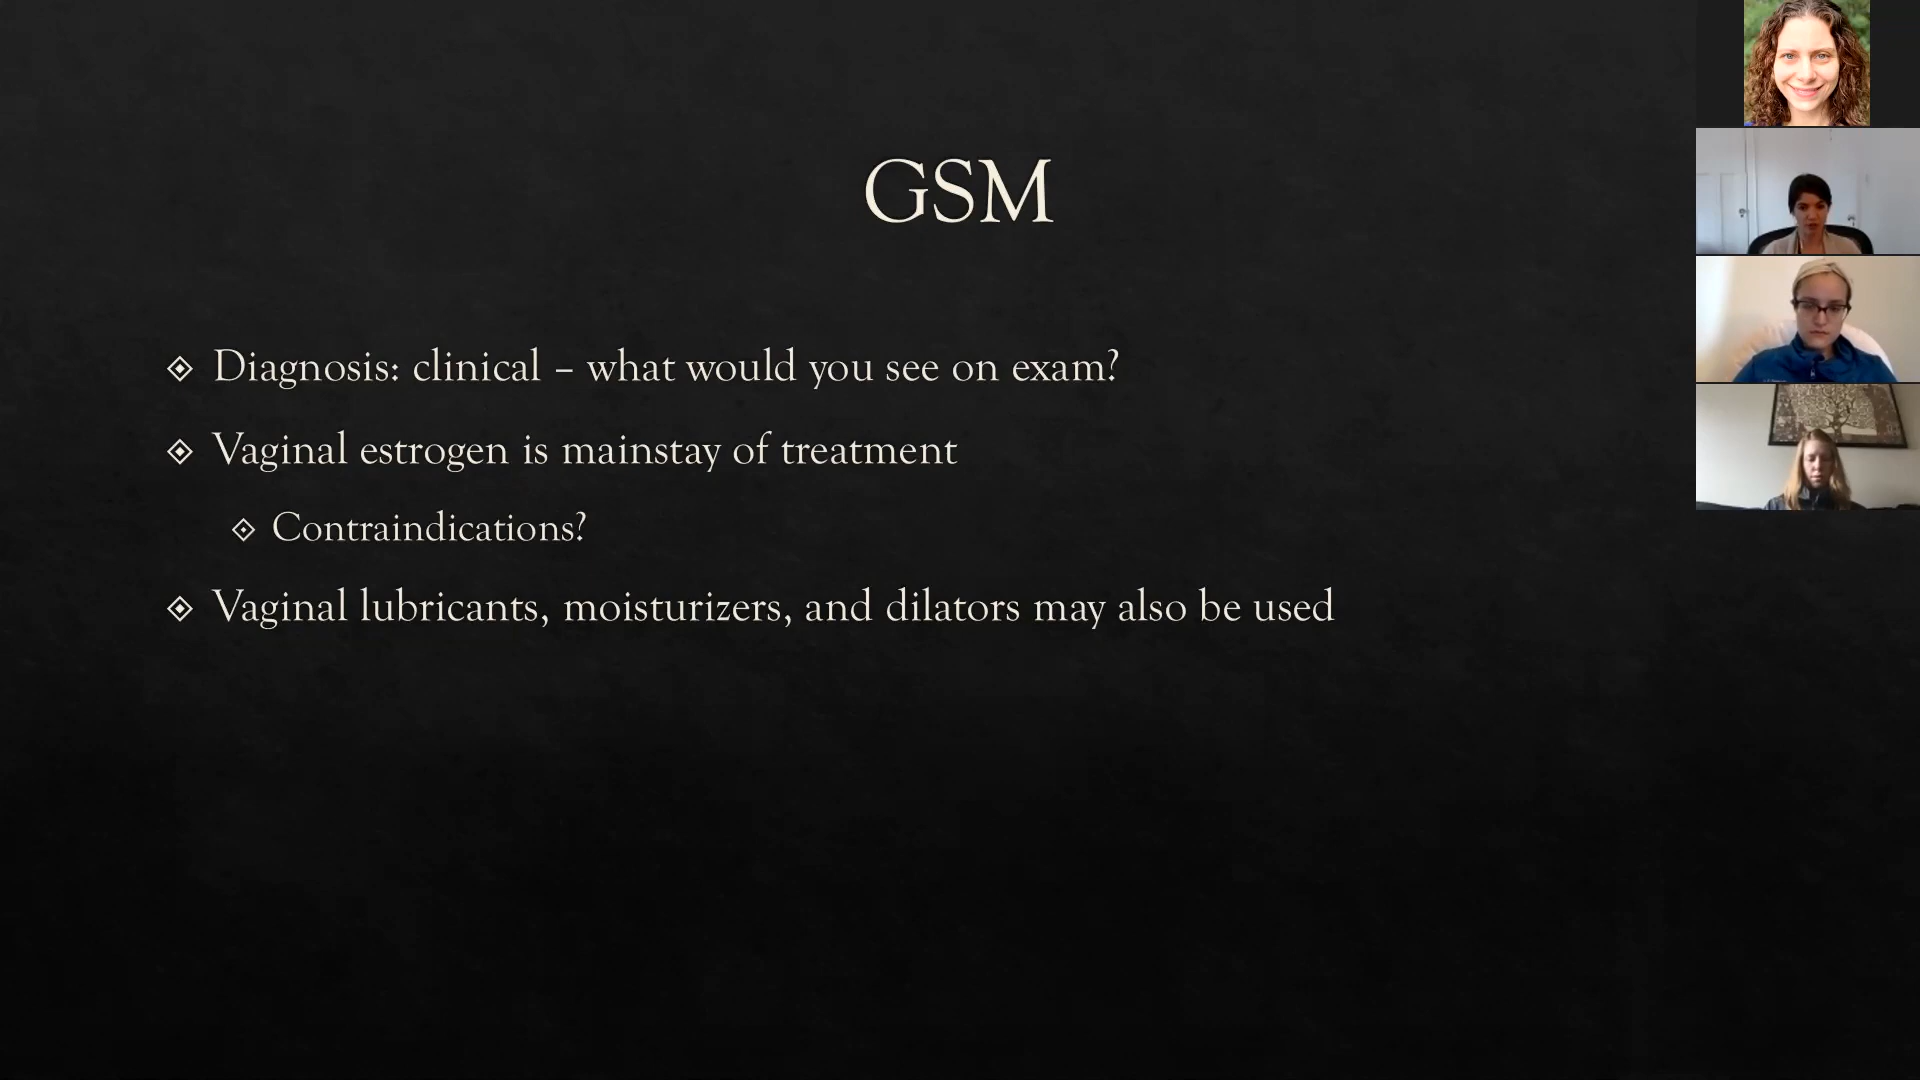 GSM
Diagnosis: clinical – what would you see on exam?
Vaginal estrogen is mainstay of treatment
Contraindications?
Vaginal lubricants, moisturizers, and dilators may also be used